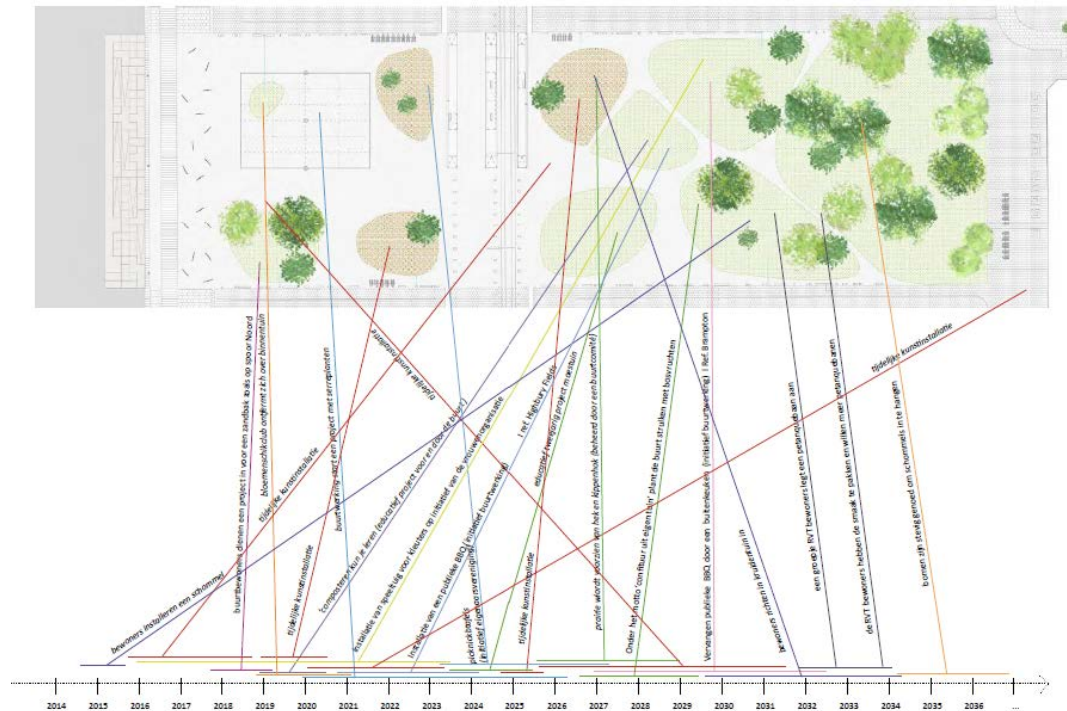 bewoners installeren een schommel
buurtbewoners dienen een project in voor een zandbak zoals op spoor Noord
bloemenschikclub ontfermt zich over binnentuin
tijdelijke kunstinstallatie
tijdelijke kunstinstallatie
buurtwerking start een project met serreplanten
tijdelijke kunstinstallatie
'composteren kun je leren (educatief project voor en door de buurt)
installatie van speeltuig voor kleuters op initiatief van de vrouwenorganisatie
Installatie van een publieke BBQ (initiatief buurtwerking)
I ref. Highbury Fields
picknicktafels
(initiatief eigenaarsvereniging)
educatief tweejarig project moestuin
tijdelijke kunstinstallatie
prairie wordt voorzien van hek en kippenhok (beheerd door een buurtcomité)
Onder het motto 'confituur uit eigen tuin' plant de buurt struiken met bosvruchten
Vervangen publieke BBQ door een buitenkeuken (initiatief buurtwerking) I Ref. Brampton
bewoners richten in kruidentuin in
een groepje RVT bewoners legt een petanquebaan aan
de RVT bewoners hebben de smaak te pakken en willen meer petanquebanen
tijdelijke kunstinstallatie
bomen zijn stevig genoeg om schommels in te hangen
2014 2015 2016 2017 2018 2019 2020 2021 2022 2023 2024 2025 2026 2027 2028 2029 2030 2031 2032 2033 2034 2035 2036 ...